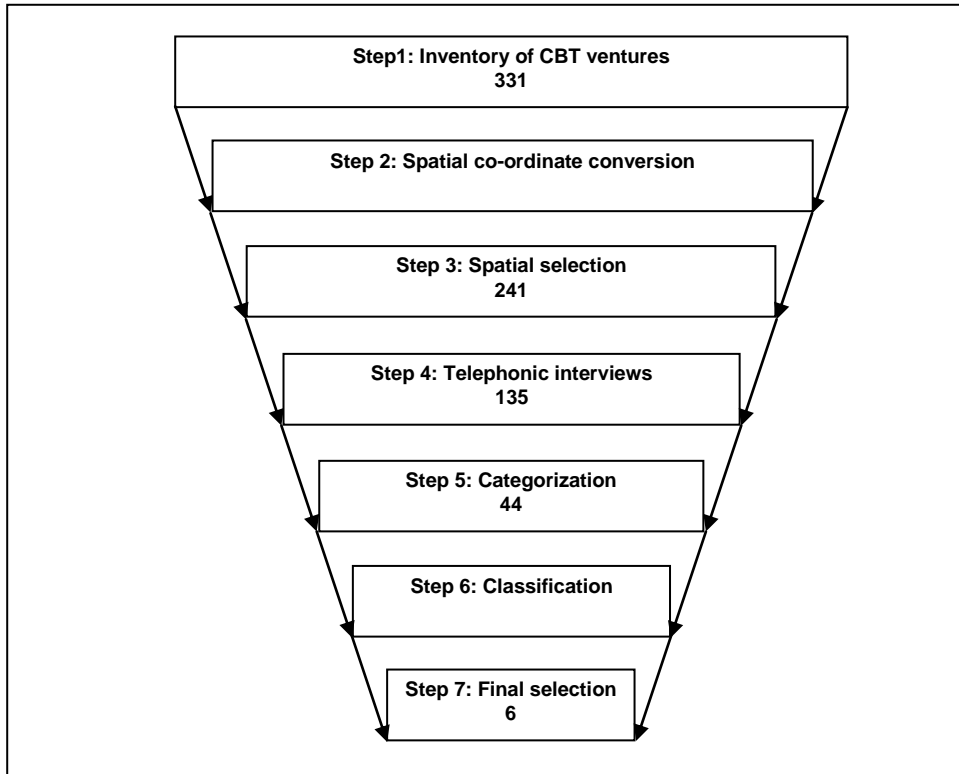 Step1: Inventory of CBT ventures
331
Step 2: Spatial co-ordinate conversion
Step 3: Spatial selection
241
Step 4: Telephonic interviews
135
Step 5: Categorization
44
Step 6: Classification
Step 7: Final selection
6